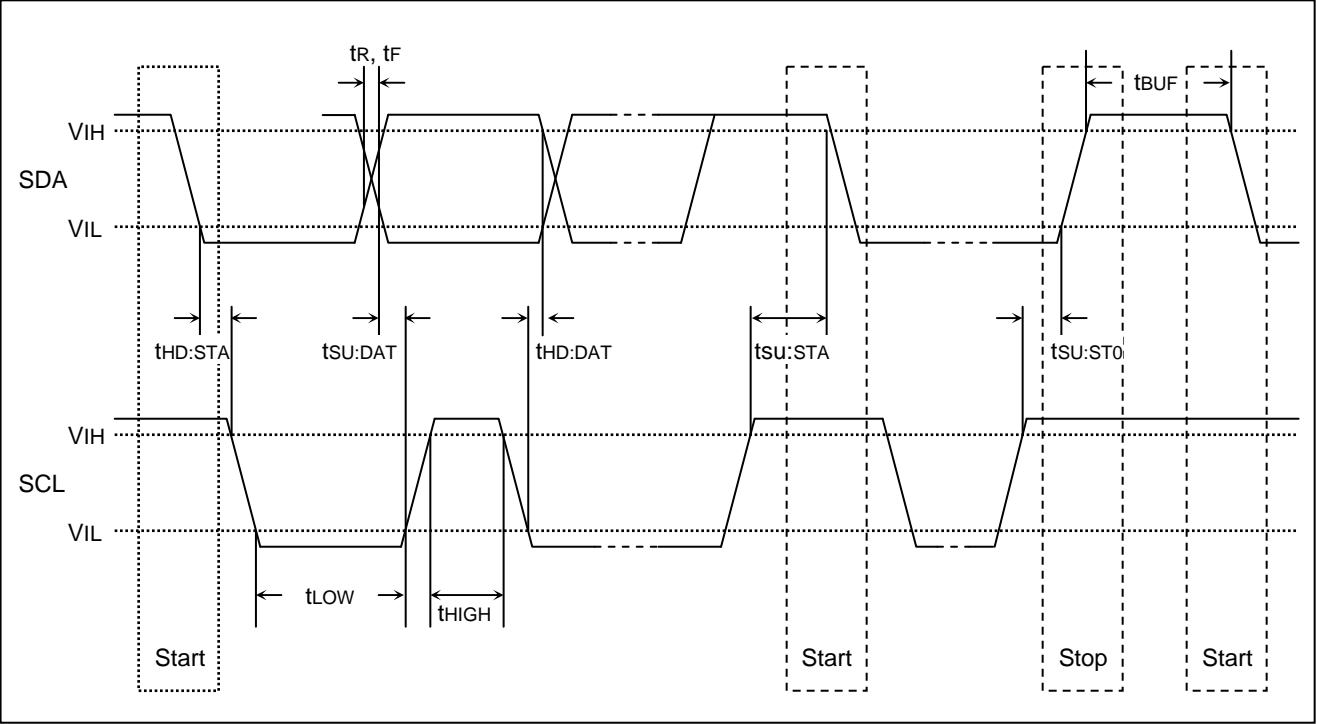 tR, tF
tBUF
VIH
SDA
VIL
tHD:STA
tSU:DAT
tHD:DAT
tsu:STA
tSU:ST0
VIH
SCL
VIL
tLOW
tHIGH
Start
Start
Stop
Start